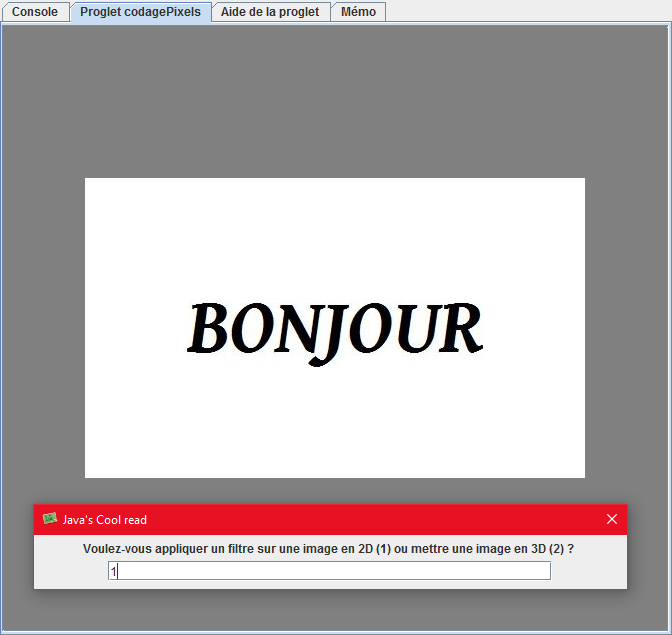 Console
Proglet codagePixels
Aide de la proglet
Mémo
BONJOUR
Java's Cool read
Voulez-vous appliquer un filtre sur une image en 2D (1) ou mettre une image en 3D (2) ?
1